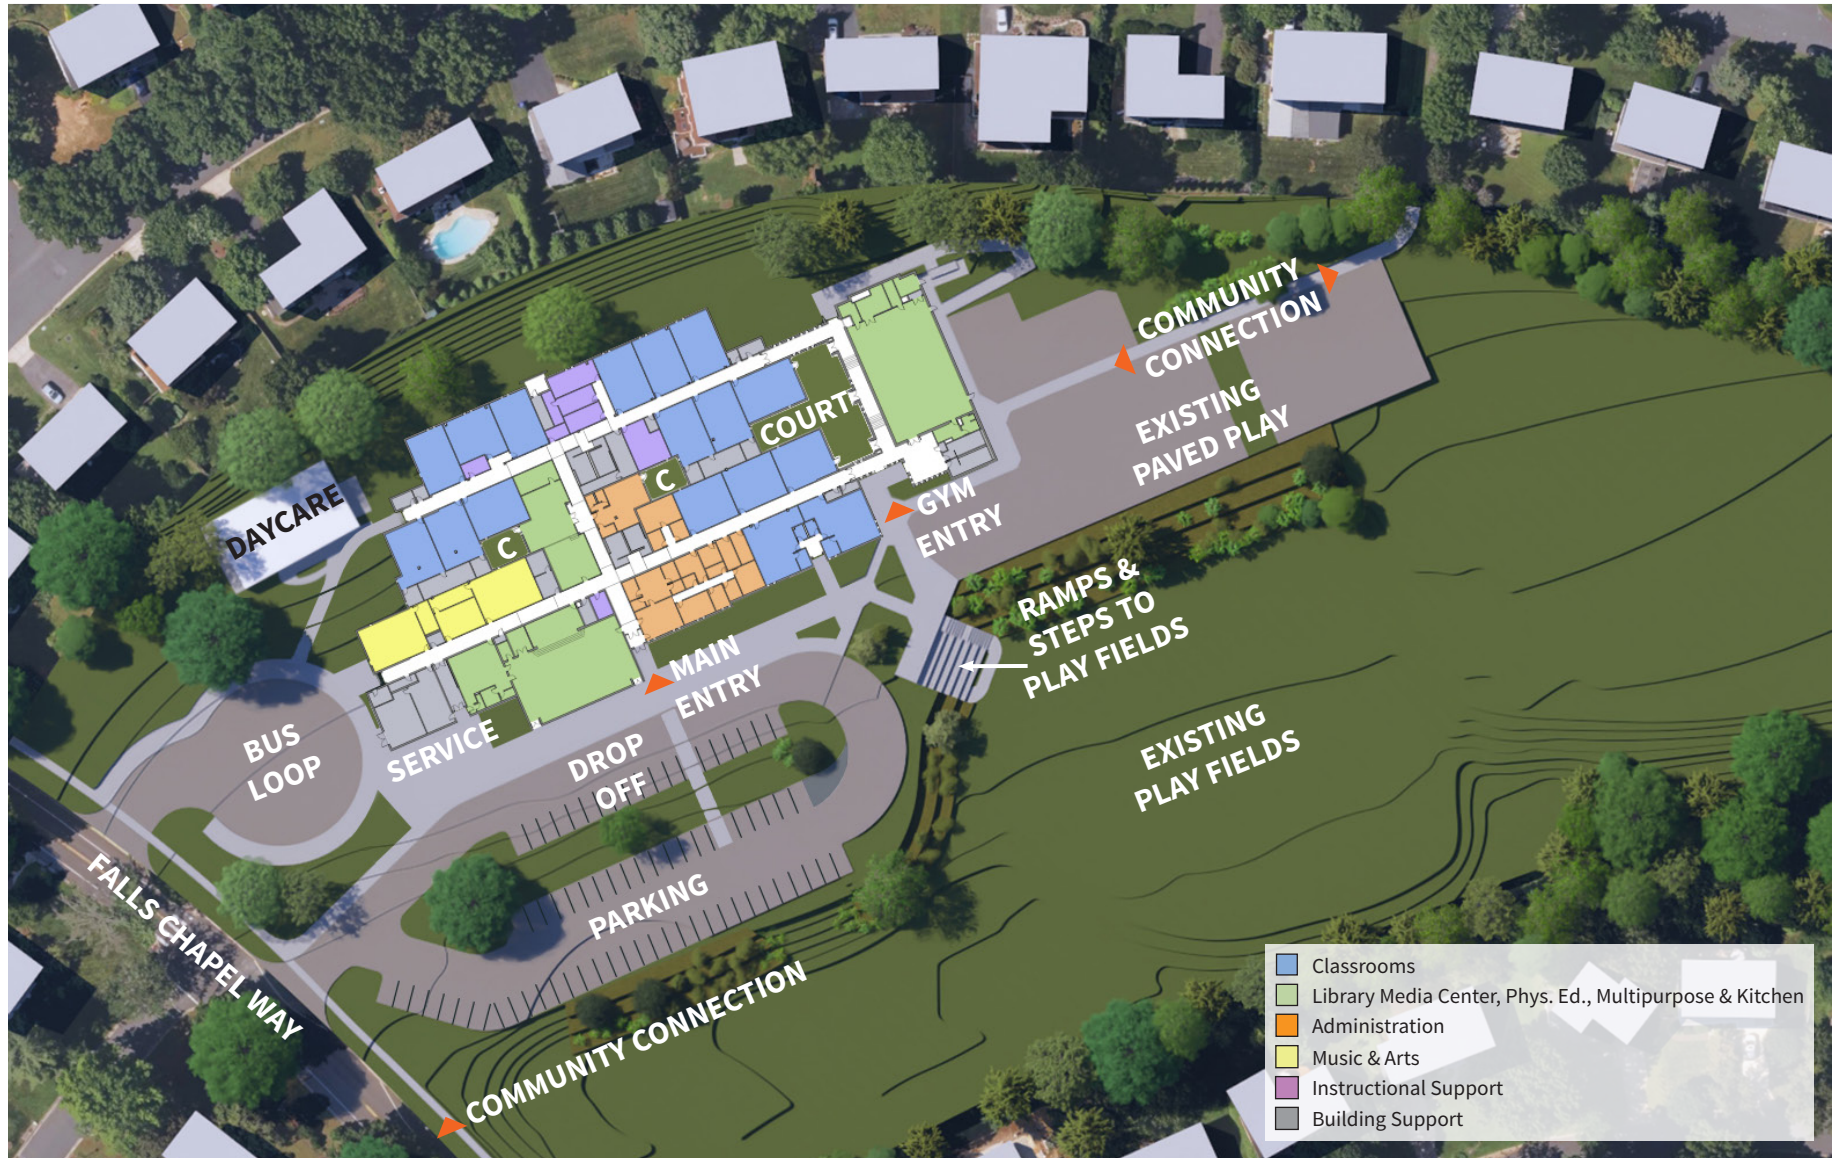 COMMUNITY
CONNECTION
COURT
EXISTING
PAVED PLAY
C
DAYCARE
GYM
ENTRY
C
RAMPS &
STEPS TO
PLAY FIELDS
MAIN
ENTRY
BUS
LOOP
SERVICE
DROP
OFF
EXISTING
PLAY FIELDS
PARKING
FALLS CHAPEL WAY
COMMUNITY CONNECTION
Classrooms
Library Media Center, Phys. Ed., Multipurpose & Kitchen
Administration
Music & Arts
Instructional Support
Building Support